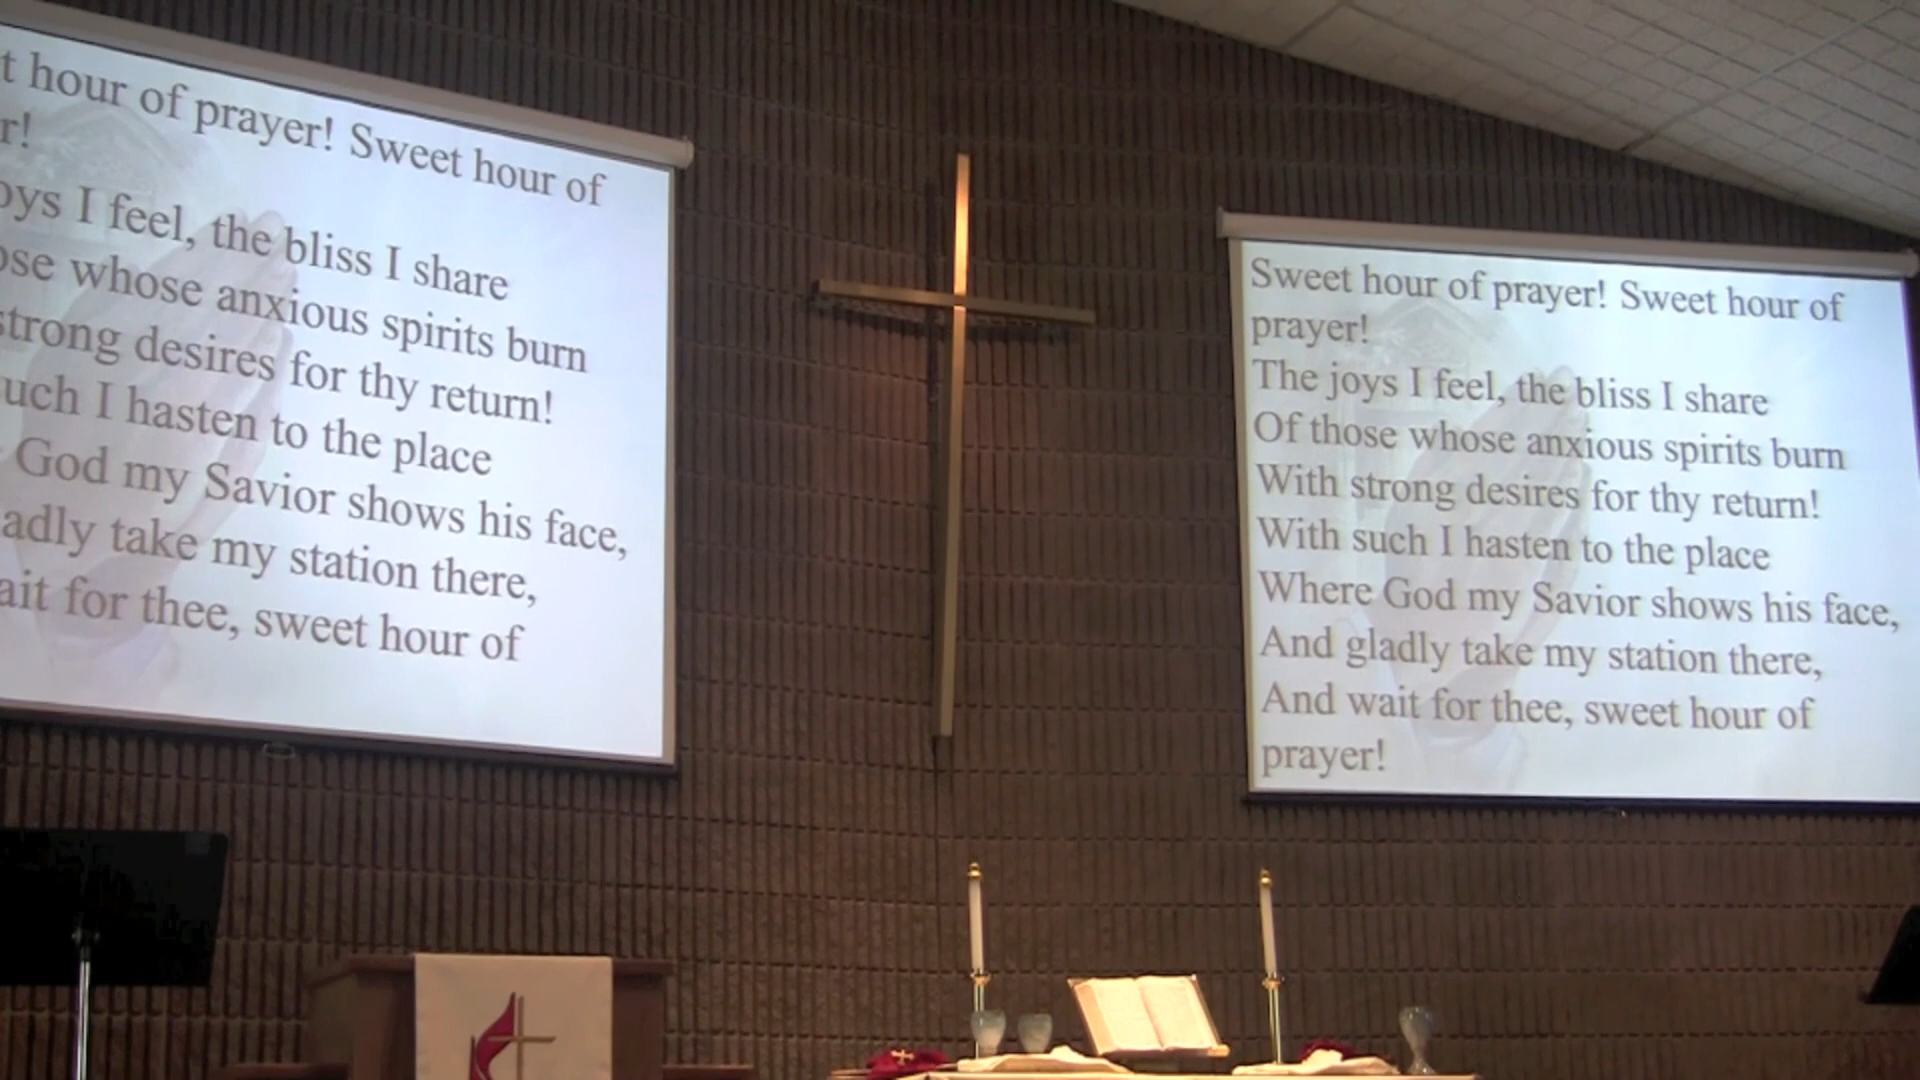 t hour of prayer! Sweet hour of
r!
oys I feel, the bliss I share
ose whose anxious spirits burn
strong desires for thy return!
uch I hasten to the place
God my Savior shows his face,
adly take my station there,
ait for thee, sweet hour of
Sweet hour of prayer! Sweet hour of
prayer!
The joys I feel, the bliss I share
Of those whose anxious spirits burn
With strong desires for thy return!
With such I hasten to the place
Where God my Savior shows his face,
And gladly take my station there,
And wait for thee, sweet hour of
prayer!